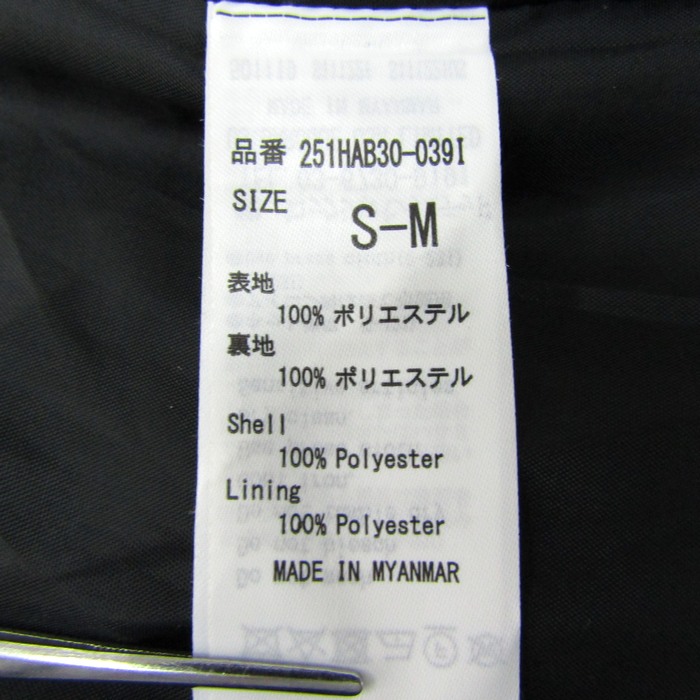 品番 251HAB30-039I
SIZE
S-M
表地
100% ポリエステル
裏地
100% ポリエステル
Shell
100% Polyester
Lining
100% Polyester
MADE IN MYANMAR